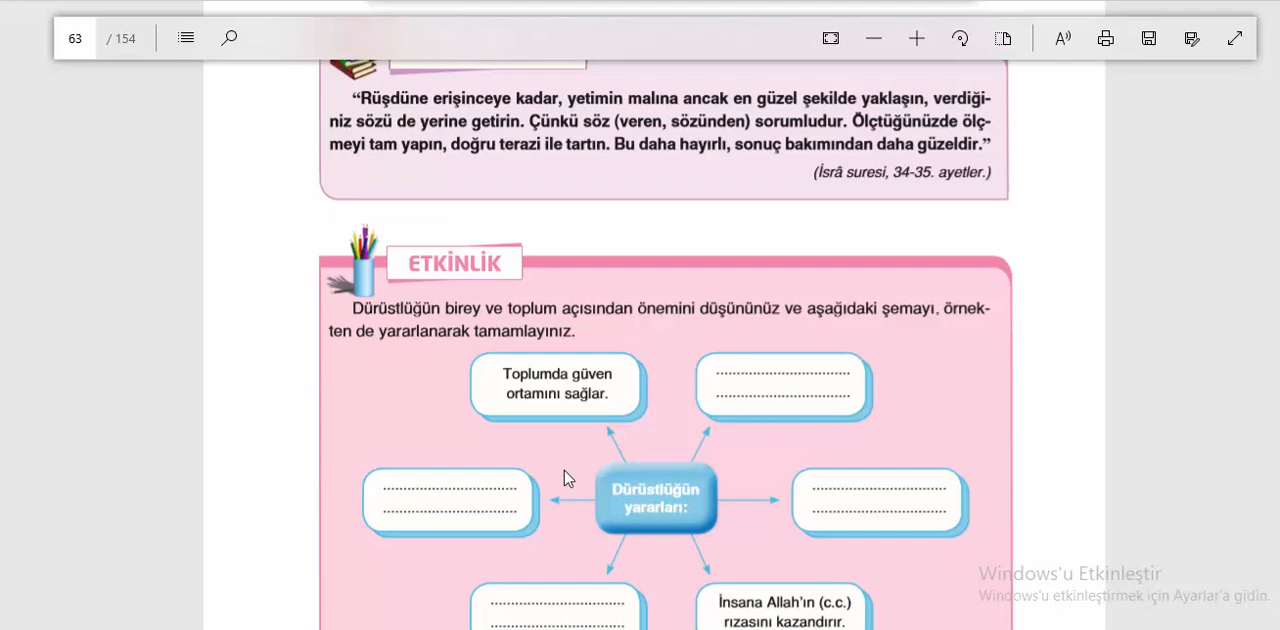 63 / 154
“Rüşdüne erişinceye kadar, yetimin malına ancak en güzel şekilde yaklaşın, verdiği-
niz sözü de yerine getirin. Çünkü söz (veren, sözünden) sorumludur. Ölçtüğünüzde ölç-
meyi tam yapın, doğru terazi ile tartın. Bu daha hayırlı, sonuç bakımından daha güzeldir.”
(İsrâ suresi, 34-35. ayetler.)
ETKİNLİK
Dürüstlüğün birey ve toplum açısından önemini düşününüz ve aşağıdaki şemayı, örnek-
ten de yararlanarak tamamlayınız.
Toplumda güven
ortamını sağlar.
Dürüstlüğün
yararları:
İnsana Allah’ın (c.c.)
rızasını kazandırır.
Windows'u Etkinleştir
Windows'u etkinleştirmek için Ayarlar'a gidin.